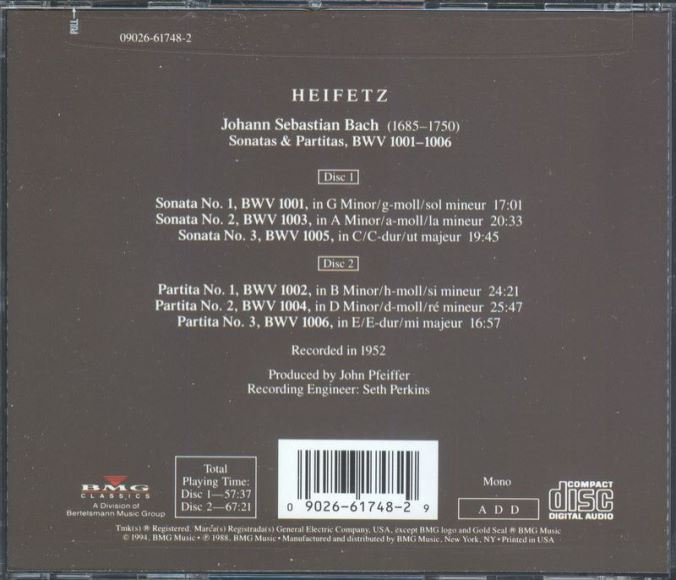 PULL
09026-61748-2
HEIFETZ
Johann Sebastian Bach (1685–1750)
Sonatas & Partitas, BWV 1001–1006
Disc 1
Sonata No. 1, BWV 1001, in G Minor/g-moll/sol mineur 17:01
Sonata No. 2, BWV 1003, in A Minor/a-moll/la mineur 20:33
Sonata No. 3, BWV 1005, in C/C-dur/ut majeur 19:45
Disc 2
Partita No. 1, BWV 1002, in B Minor/h-moll/si mineur 24:21
Partita No. 2, BWV 1004, in D Minor/d-moll/ré mineur 25:47
Partita No. 3, BWV 1006, in E/E-dur/mi majeur 16:57
Recorded in 1952
Produced by John Pfeiffer
Recording Engineer: Seth Perkins
BMG
CLASSICS
A Division of
Bertelsmann Music Group
Total
Playing Time:
Disc 1—57:37
Disc 2—67:21
0 09026-61748-2 9
Mono
A D D
COMPACT
disc
DIGITAL AUDIO
Tmk(s) ® Registered. Marca(s) Registrada(s) General Electric Company, USA, except BMG logo and Gold Seal ® BMG Music
© 1994, BMG Music • ℗ 1988, BMG Music • Manufactured and distributed by BMG Music, New York, NY • Printed in USA